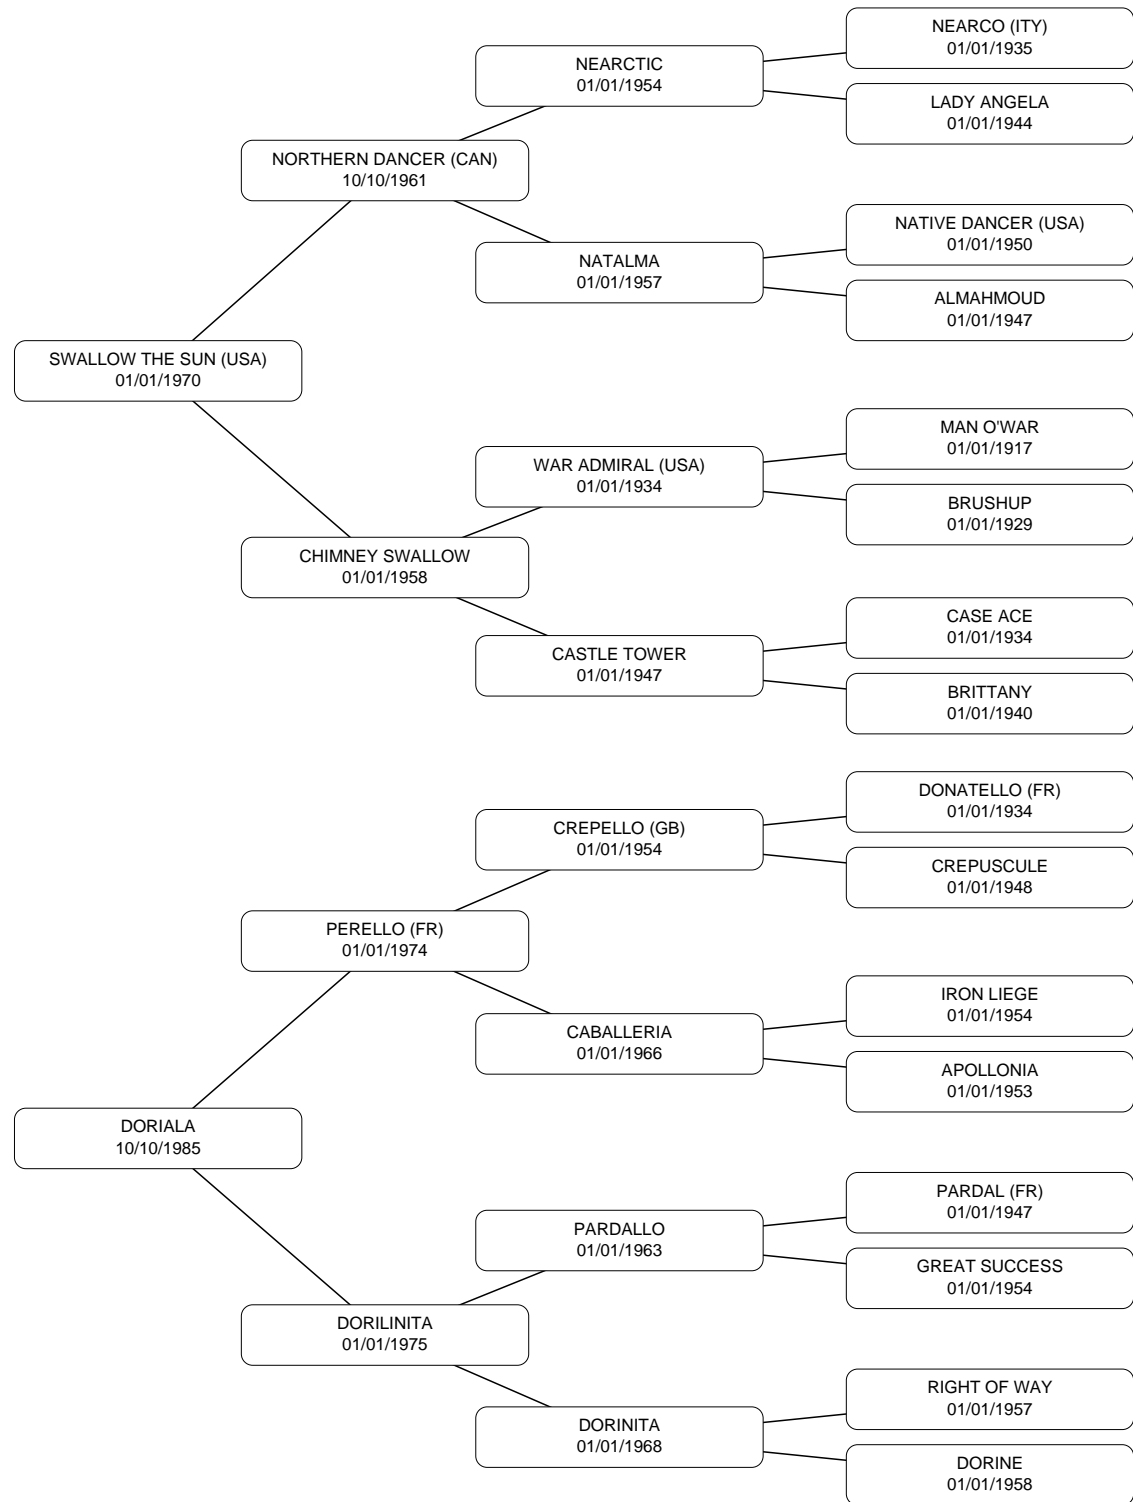 NEARCO (ITY)
01/01/1935
NEARCTIC
01/01/1954
LADY ANGELA
01/01/1944
NORTHERN DANCER (CAN)
10/10/1961
NATIVE DANCER (USA)
01/01/1950
NATALMA
01/01/1957
ALMAHMOUD
01/01/1947
SWALLOW THE SUN (USA)
01/01/1970
MAN O'WAR
01/01/1917
WAR ADMIRAL (USA)
01/01/1934
BRUSHUP
01/01/1929
CHIMNEY SWALLOW
01/01/1958
CASE ACE
01/01/1934
CASTLE TOWER
01/01/1947
BRITTANY
01/01/1940
DONATELLO (FR)
01/01/1934
CREPELLO (GB)
01/01/1954
CREPUSCULE
01/01/1948
PERELLO (FR)
01/01/1974
IRON LIEGE
01/01/1954
CABALLERIA
01/01/1966
APOLLONIA
01/01/1953
DORIALA
10/10/1985
PARDAL (FR)
01/01/1947
PARDALLO
01/01/1963
GREAT SUCCESS
01/01/1954
DORILINITA
01/01/1975
RIGHT OF WAY
01/01/1957
DORINITA
01/01/1968
DORINE
01/01/1958